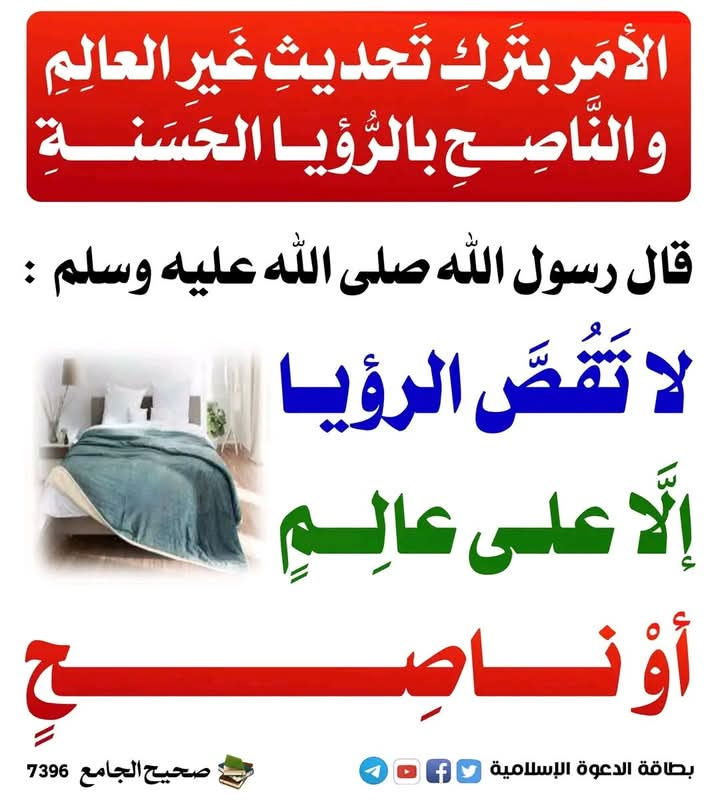 الأمَر بتَركِ تَحديثِ غَيرِ العالِمِ
والنَّاصِحِ بالرُّؤيا الحَسَنةِ
قال رسول الله صلى الله عليه وسلم :
لا تَقُصَّ الرؤيا
إلَّا على عالِمٍ
أوْ ناصِحٍ
بطاقة الدعوة الإسلامية
صحيح الجامع 7396